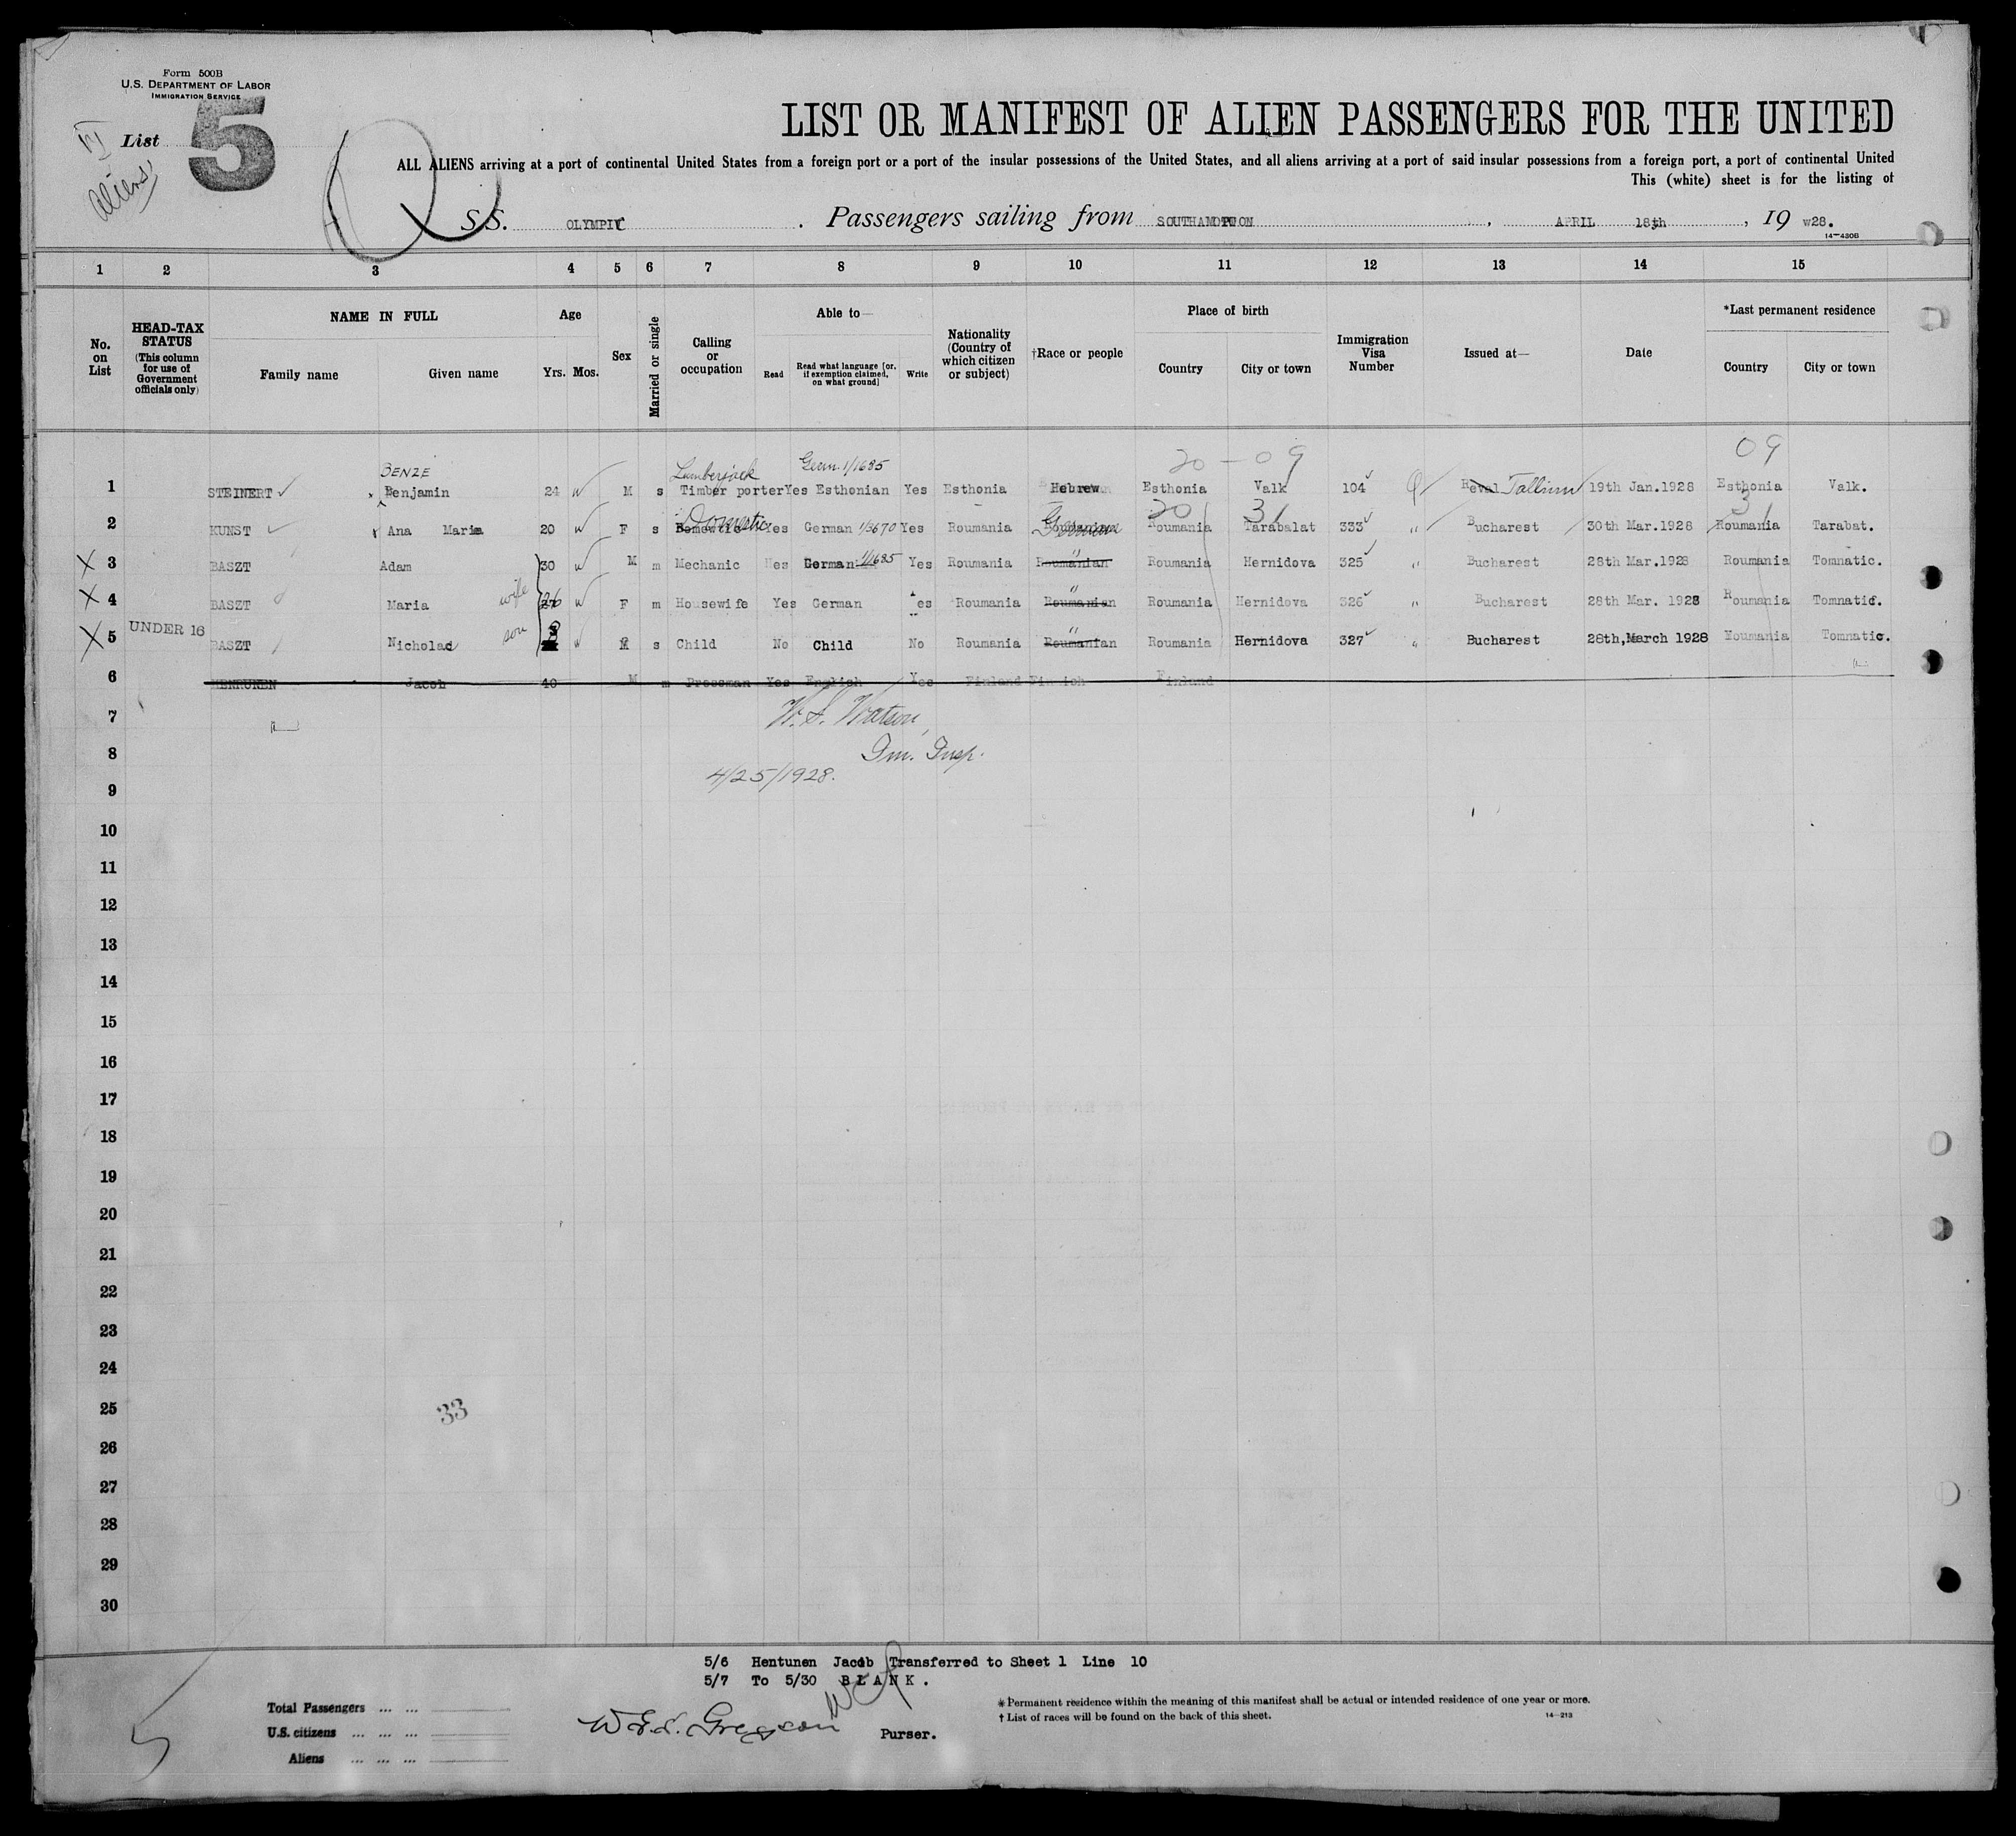 Form 500B
U.S. DEPARTMENT OF LABOR
IMMIGRATION SERVICE
List 5
Aliens
LIST OR MANIFEST OF ALIEN PASSENGERS FOR THE UNITED
ALL ALIENS arriving at a port of continental United States from a foreign port or a port of the insular possessions of the United States, and all aliens arriving at a port of said insular possessions from a foreign port, a port of continental United
This (white) sheet is for the listing of
S.S. OLYMPIC . Passengers sailing from SOUTHAMPTON , APRIL 18th , 19 28.
14-430B
1 2 3 4 5 6 7 8 9 10 11 12 13 14 15
No. on List
HEAD-TAX STATUS (This column for use of Government officials only)
NAME IN FULL
Family name Given name
Age
Yrs. Mos.
Sex
Married or single
Calling or occupation
Able to—
Read Read what language [or, if exemption claimed, on what ground] Write
Nationality (Country of which citizen or subject)
†Race or people
Place of birth
Country City or town
Immigration Visa Number
Issued at—
Date
*Last permanent residence
Country City or town
BENZE Lumberjack Germ. 1/1685 20-09 09
1 STEINERT Benjamin 24 M s Timber porter Yes Esthonian Yes Esthonia Hebrew Esthonia Valk 104 Reval Tallinn 19th Jan.1928 Esthonia Valk.
Domestic German 20 31 31
2 KUNST Ana Maria 20 F s Domestic Yes German 1/3670 Yes Roumania Roumania Tarabalat 333 " Bucharest 30th Mar.1928 Roumania Tarabat.
3 BASZT Adam 30 M m Mechanic Yes German 1/1685 Yes Roumania Roumanian " Roumania Hernidova 325 " Bucharest 28th Mar.1928 Roumania Tomnatic.
4 BASZT Maria wife 26 F m Housewife Yes German Yes Roumania Roumanian " Roumania Hernidova 326 " Bucharest 28th Mar. 1928 Roumania Tomnatic.
5 UNDER 16 BASZT Nicholas son 3 s Child No Child No Roumania Roumanian " Roumania Hernidova 327 " Bucharest 28th,March 1928 Roumania Tomnatic.
6 Jacob 40 M m Pressman Yes English Yes Finland Finnish Finland
7
W. S. Watson,
8
Im. Insp.
4/25/1928.
9
10
11
12
13
14
15
16
17
18
19
20
21
22
23
24
25
33
26
27
28
29
30
5/6 Hentunen Jacob Transferred to Sheet 1 Line 10
5/7 To 5/30 BLANK.
Total Passengers ... ...
U.S. citizens ... ... ...
Aliens ... ... ...
Purser.
* Permanent residence within the meaning of this manifest shall be actual or intended residence of one year or more.
† List of races will be found on the back of this sheet.
14-213